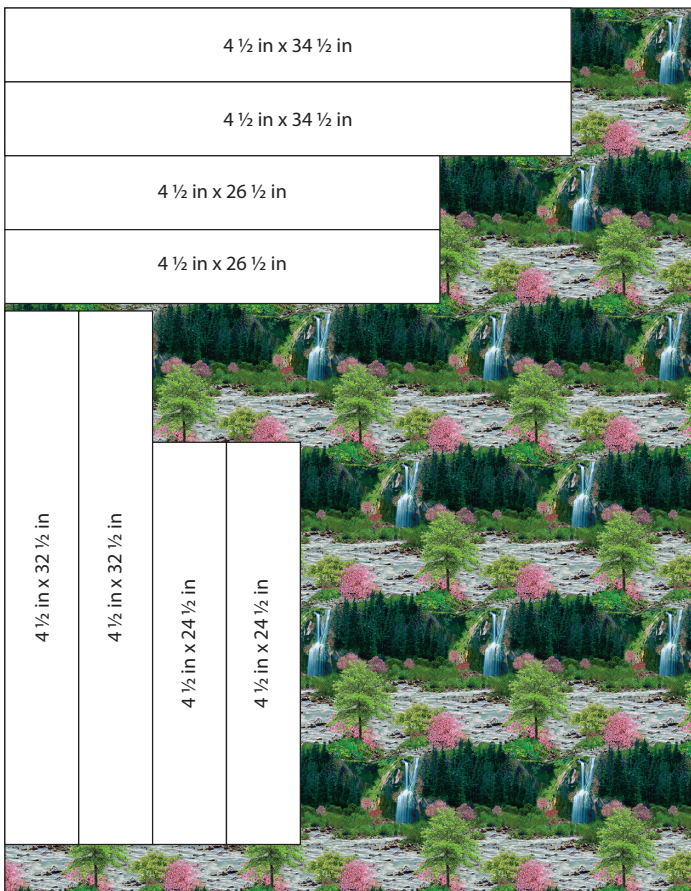 4 ½ in x 34 ½ in
4 ½ in x 34 ½ in
4 ½ in x 26 ½ in
4 ½ in x 26 ½ in
4 ½ in x 32 ½ in
4 ½ in x 32 ½ in
4 ½ in x 24 ½ in
4 ½ in x 24 ½ in